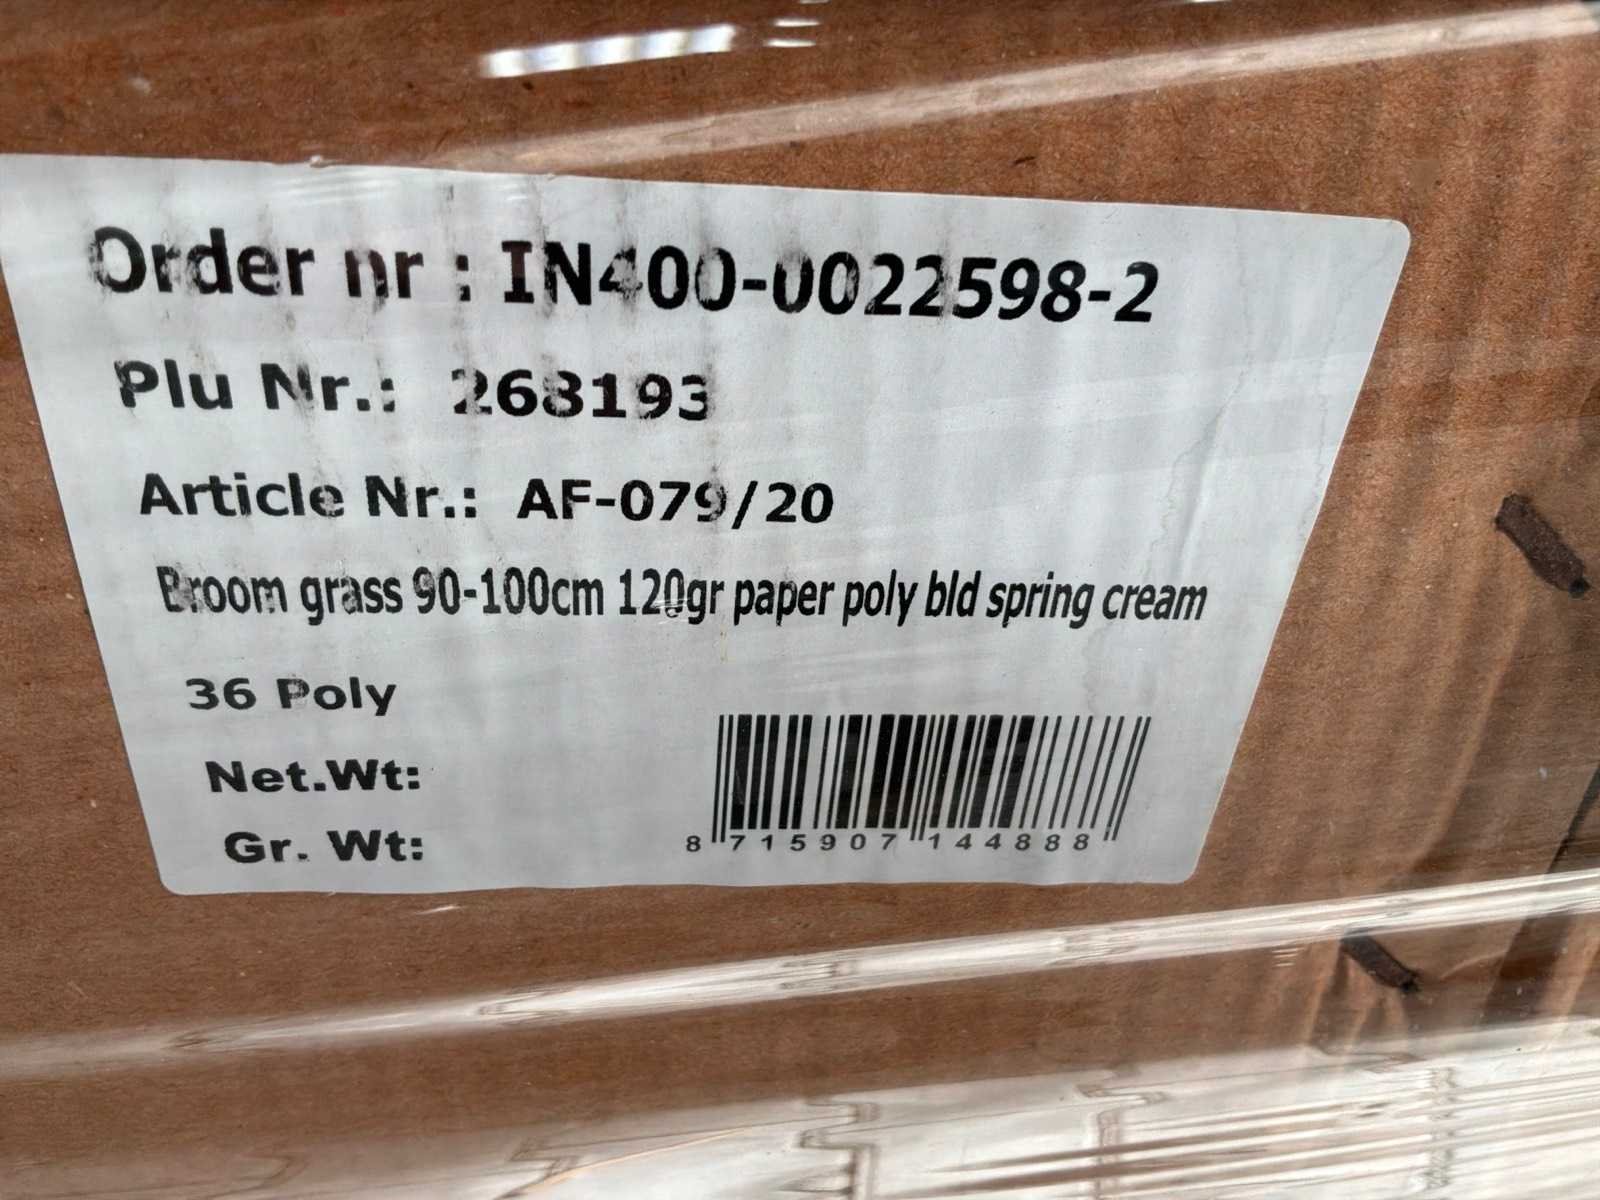 Order nr : IN400-0022598-2
Plu Nr.: 268193
Article Nr.: AF-079/20
Broom grass 90-100cm 120gr paper poly bld spring cream
36 Poly
Net.Wt:
Gr. Wt:
8 715907 144888